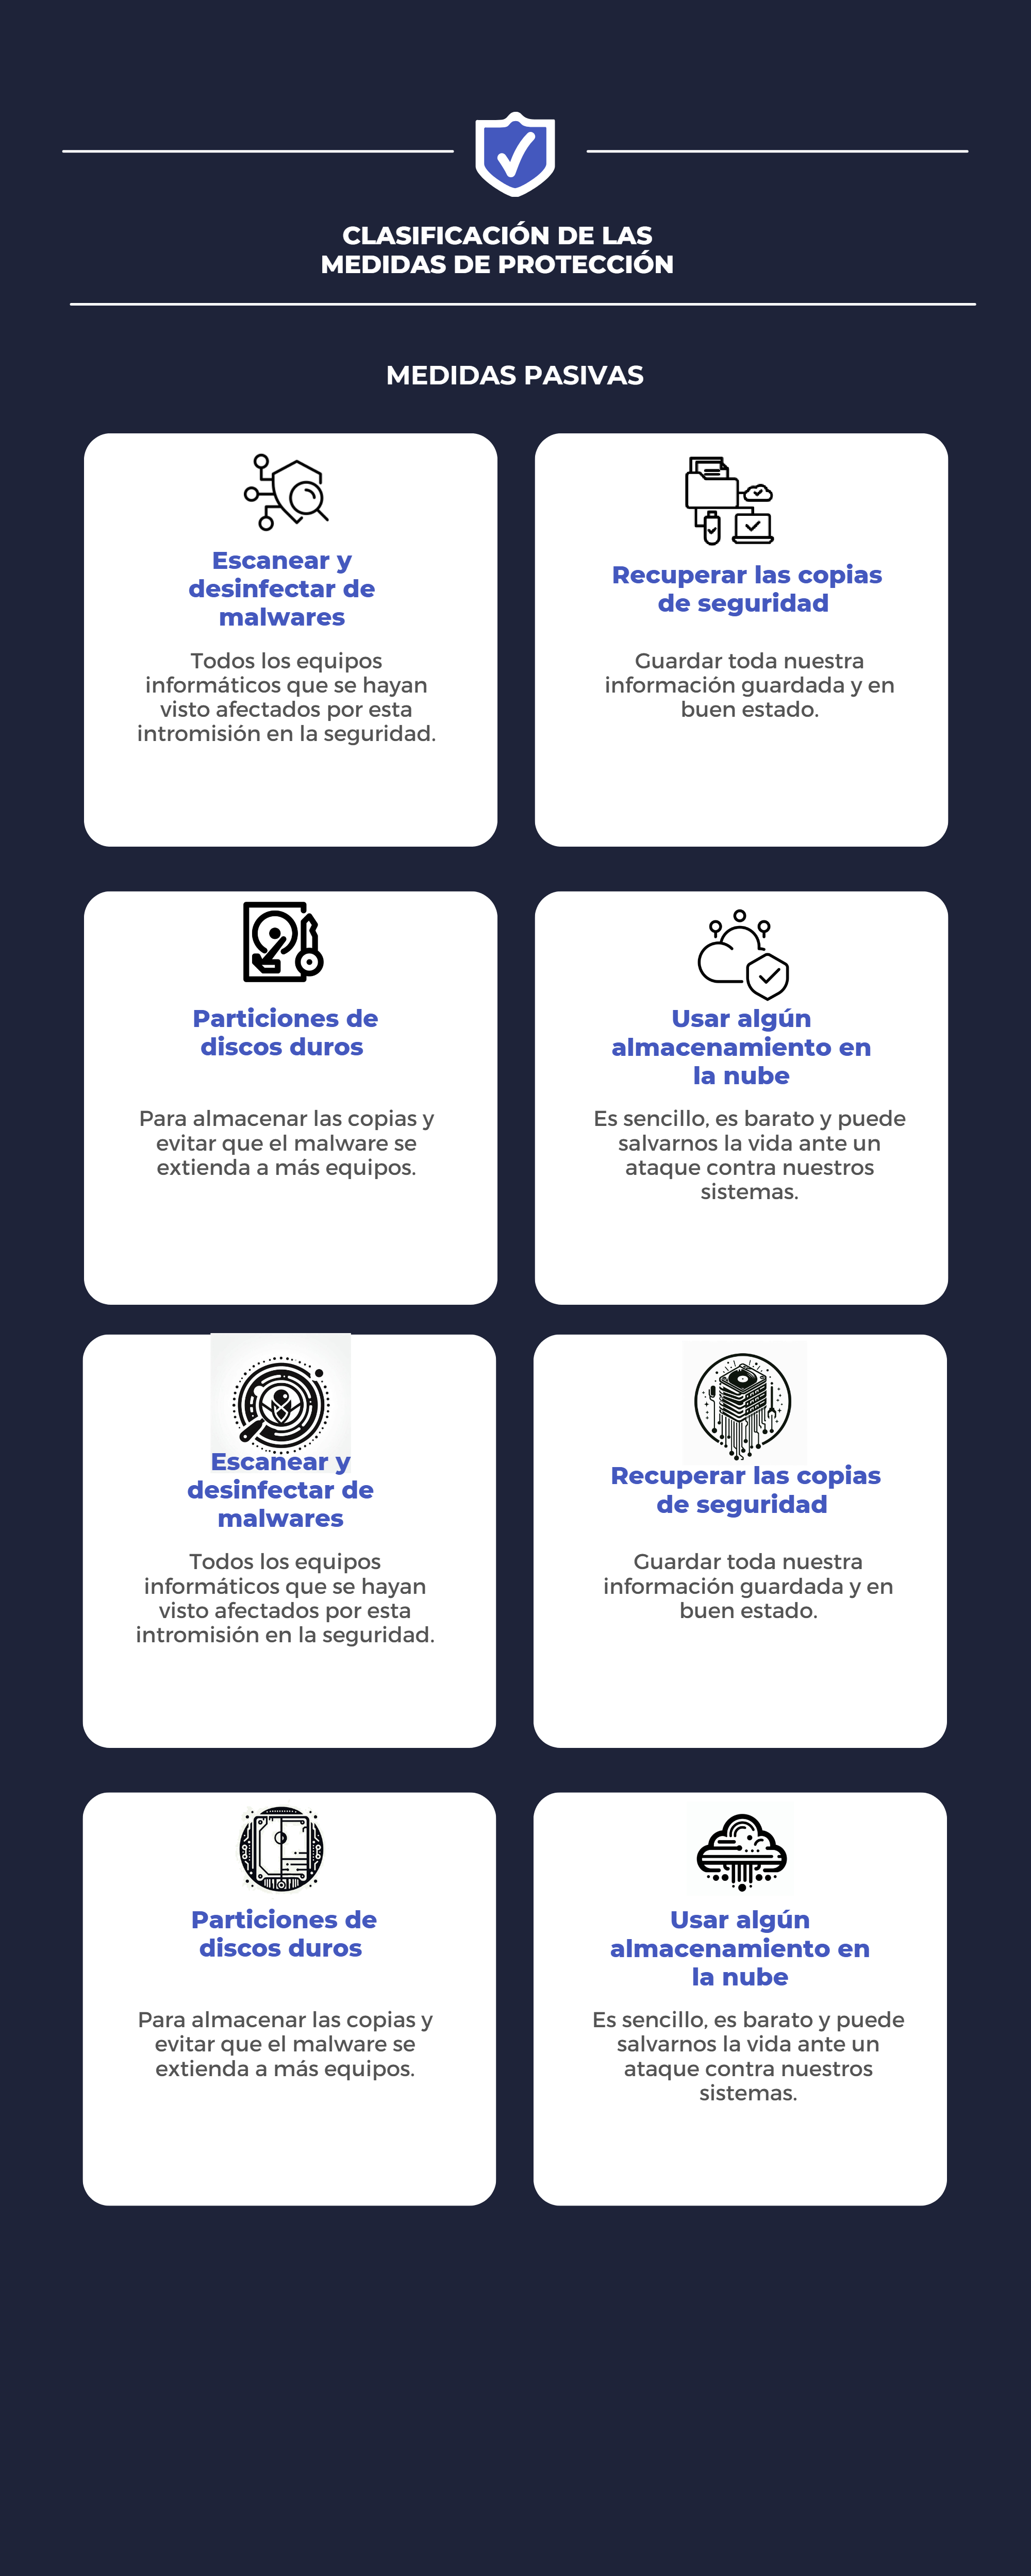 CLASIFICACIÓN DE LAS
MEDIDAS DE PROTECCIÓN
MEDIDAS PASIVAS
Escanear y
desinfectar de
malwares
Todos los equipos
informáticos que se hayan
visto afectados por esta
intromisión en la seguridad.
Recuperar las copias
de seguridad
Guardar toda nuestra
información guardada y en
buen estado.
Particiones de
discos duros
Para almacenar las copias y
evitar que el malware se
extienda a más equipos.
Usar algún
almacenamiento en
la nube
Es sencillo, es barato y puede
salvarnos la vida ante un
ataque contra nuestros
sistemas.
Escanear y
desinfectar de
malwares
Todos los equipos
informáticos que se hayan
visto afectados por esta
intromisión en la seguridad.
Recuperar las copias
de seguridad
Guardar toda nuestra
información guardada y en
buen estado.
Particiones de
discos duros
Para almacenar las copias y
evitar que el malware se
extienda a más equipos.
Usar algún
almacenamiento en
la nube
Es sencillo, es barato y puede
salvarnos la vida ante un
ataque contra nuestros
sistemas.